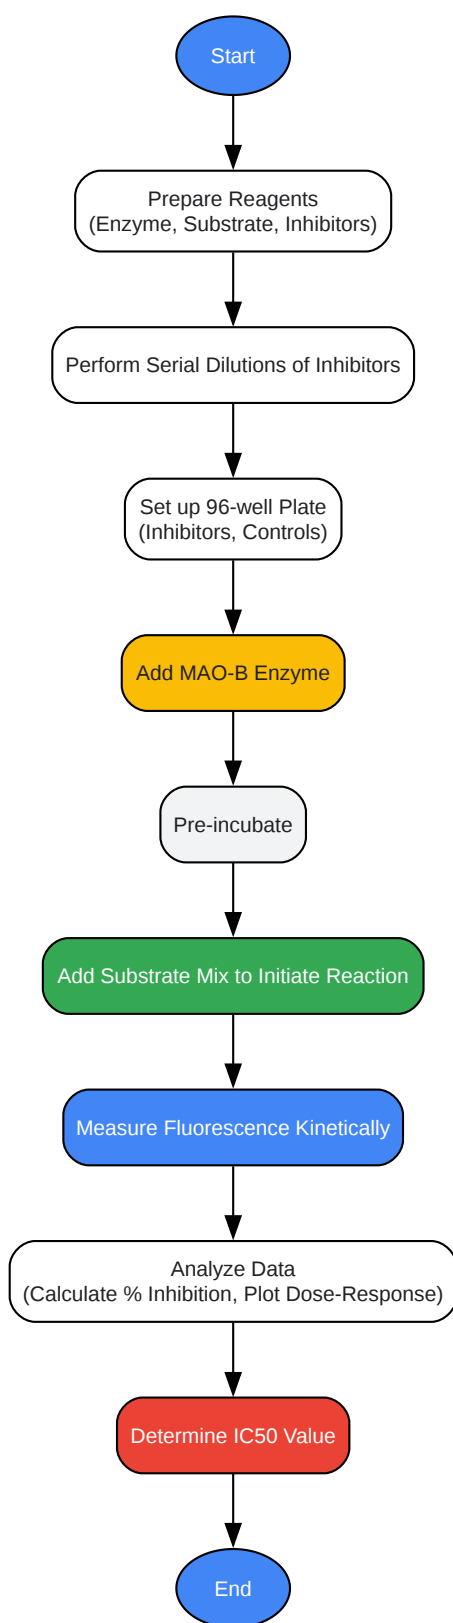 Start
Prepare Reagents
(Enzyme, Substrate, Inhibitors)
Perform Serial Dilutions of Inhibitors
Set up 96-well Plate
(Inhibitors, Controls)
Add MAO-B Enzyme
Pre-incubate
Add Substrate Mix to Initiate Reaction
Measure Fluorescence Kinetically
Analyze Data
(Calculate % Inhibition, Plot Dose-Response)
Determine IC50 Value
End